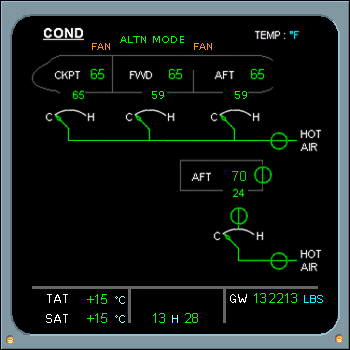 COND ALTN MODE TEMP : °F
FAN FAN
CKPT 65 FWD 65 AFT 65
65 59 59
C H C H C H
HOT
AIR
AFT 70
24
C H
HOT
AIR
TAT +15 °C GW 132213 LBS
SAT +15 °C 13 H 28